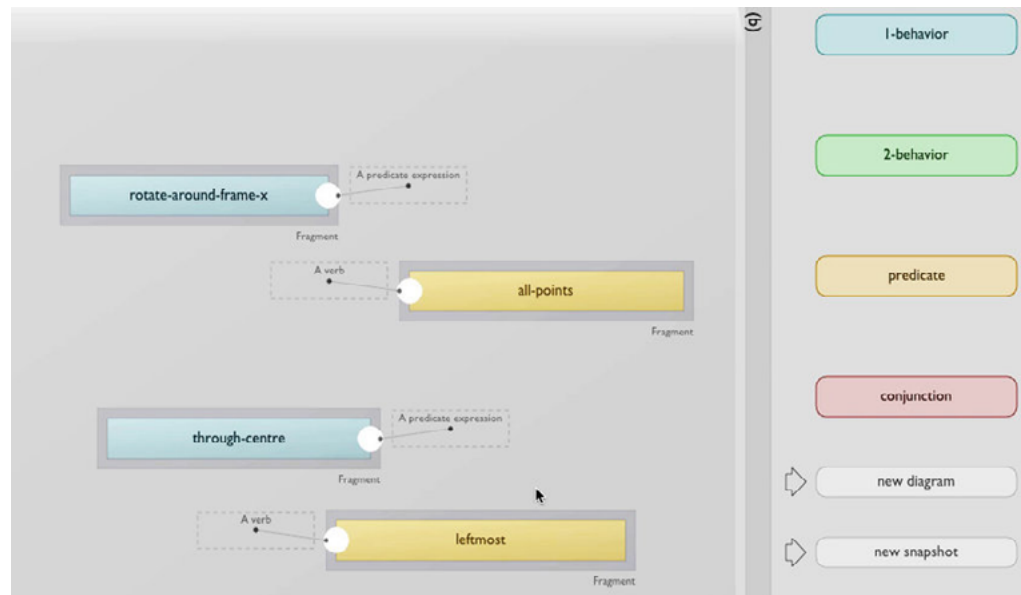 (b)
1-behavior
2-behavior
A predicate expression
rotate-around-frame-x
Fragment
A verb
all-points
Fragment
predicate
conjunction
A predicate expression
through-centre
Fragment
new diagram
A verb
leftmost
Fragment
new snapshot